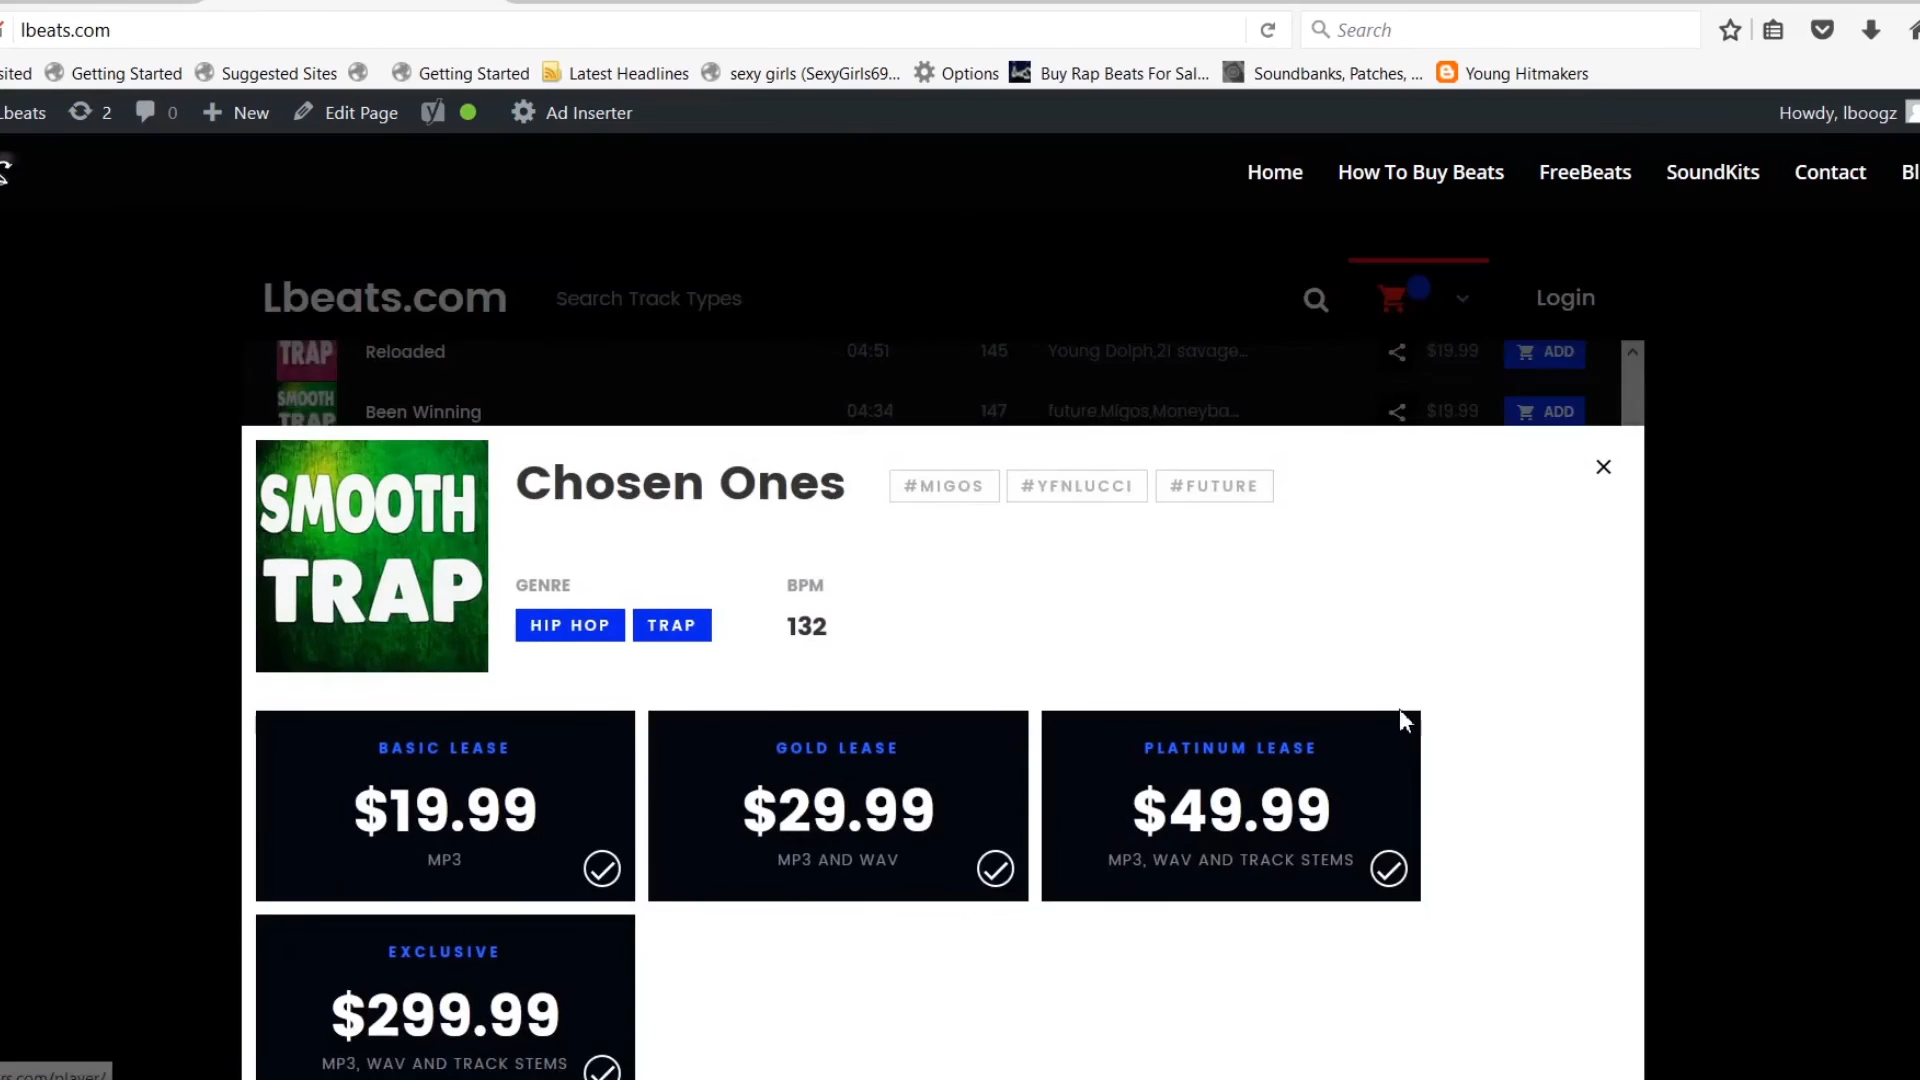 lbeats.com
Search
sited Getting Started Suggested Sites Getting Started Latest Headlines sexy girls (SexyGirls69... Options Buy Rap Beats For Sal... Soundbanks, Patches, ... Young Hitmakers
Lbeats 2 0 New Edit Page Ad Inserter Howdy, lboogz
Home How To Buy Beats FreeBeats SoundKits Contact Bl
Lbeats.com Search Track Types Login
TRAP Reloaded 04:51 145 Young Dolph,21 savage... $19.99 ADD
SMOOTH
TRAP Been Winning 04:34 147 future,Migos,Moneyba... $19.99 ADD
SMOOTH
TRAP
Chosen Ones #MIGOS #YFNLUCCI #FUTURE
GENRE BPM
HIP HOP TRAP 132
BASIC LEASE
$19.99
MP3
GOLD LEASE
$29.99
MP3 AND WAV
PLATINUM LEASE
$49.99
MP3, WAV AND TRACK STEMS
EXCLUSIVE
$299.99
MP3, WAV AND TRACK STEMS
rs.com/player/